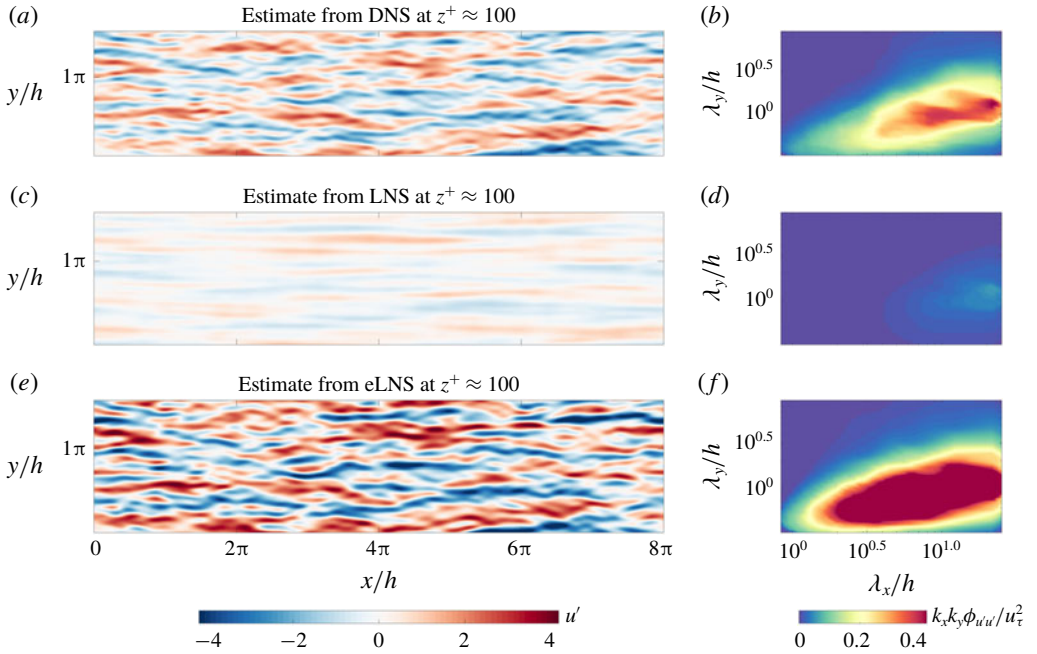 (a) Estimate from DNS at z⁺ ≈ 100 (b)
y/h 1π
λ_y/h 10^0.5 10^0
(c) Estimate from LNS at z⁺ ≈ 100 (d)
y/h 1π
λ_y/h 10^0.5 10^0
(e) Estimate from eLNS at z⁺ ≈ 100 (f)
y/h 1π
λ_y/h 10^0.5 10^0
0 2π 4π 6π 8π
x/h
10^0 10^0.5 10^1.0
λ_x/h
−4 −2 0 2 4 u′
0 0.2 0.4 k_x k_y ϕ_u′u′/u_τ^2